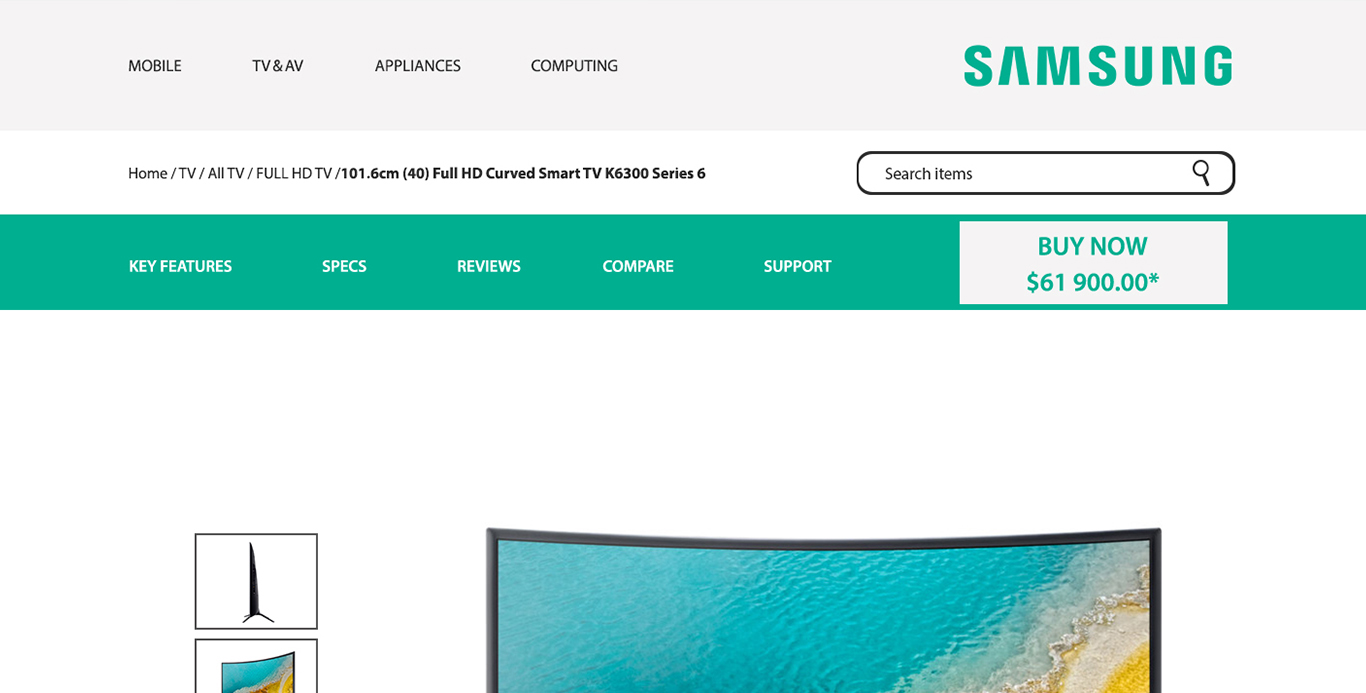 MOBILE TV & AV APPLIANCES COMPUTING SAMSUNG
Home / TV / All TV / FULL HD TV /101.6cm (40) Full HD Curved Smart TV K6300 Series 6
Search items
KEY FEATURES SPECS REVIEWS COMPARE SUPPORT
BUY NOW
$61 900.00*